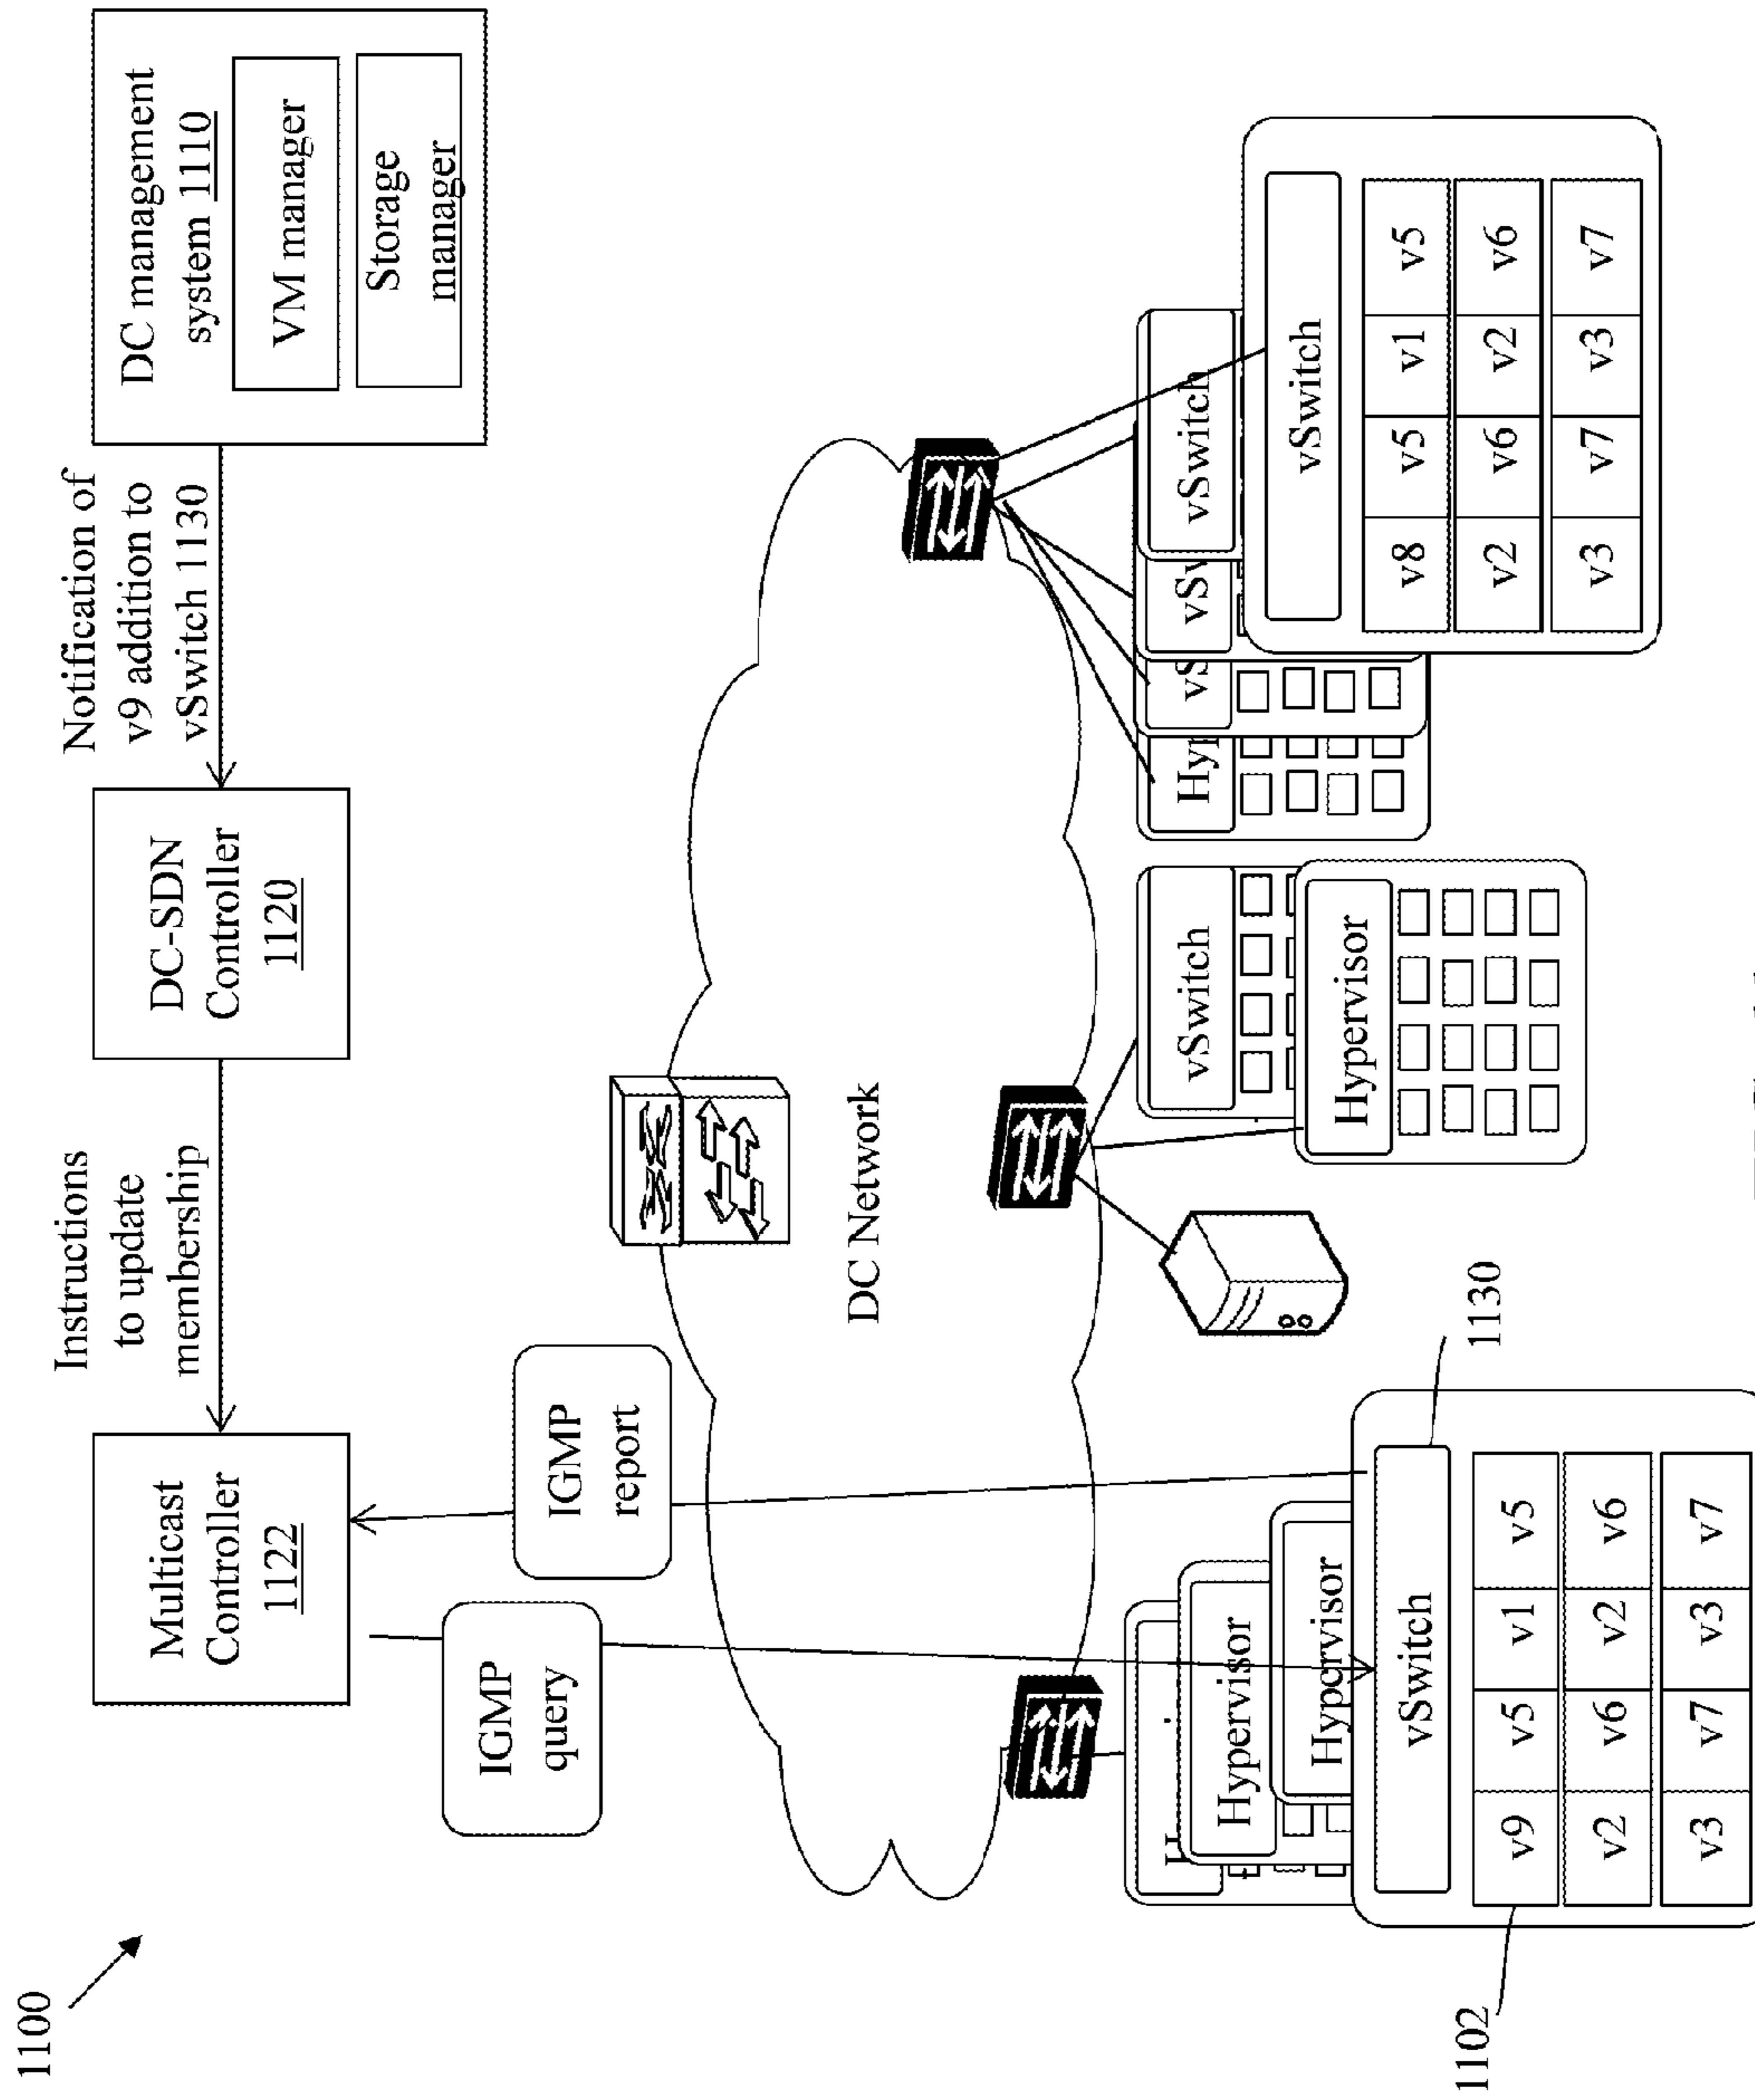 1100
Multicast
Controller
1122
Instructions
to update
membership
DC-SDN
Controller
1120
Notification of
v9 addition to
vSwitch 1130
DC management
system 1110
VM manager
Storage
manager
IGMP
query
IGMP
report
DC Network
Hypervisor
Hypervisor
vSwitch
v9 v5 v1 v5
v2 v6 v2 v6
v3 v7 v3 v7
1102
1130
vSwitch
Hypervisor
Hyp
vS
vSv
vSwitch
vSwitch
v8 v5 v1 v5
v2 v6 v2 v6
v3 v7 v3 v7